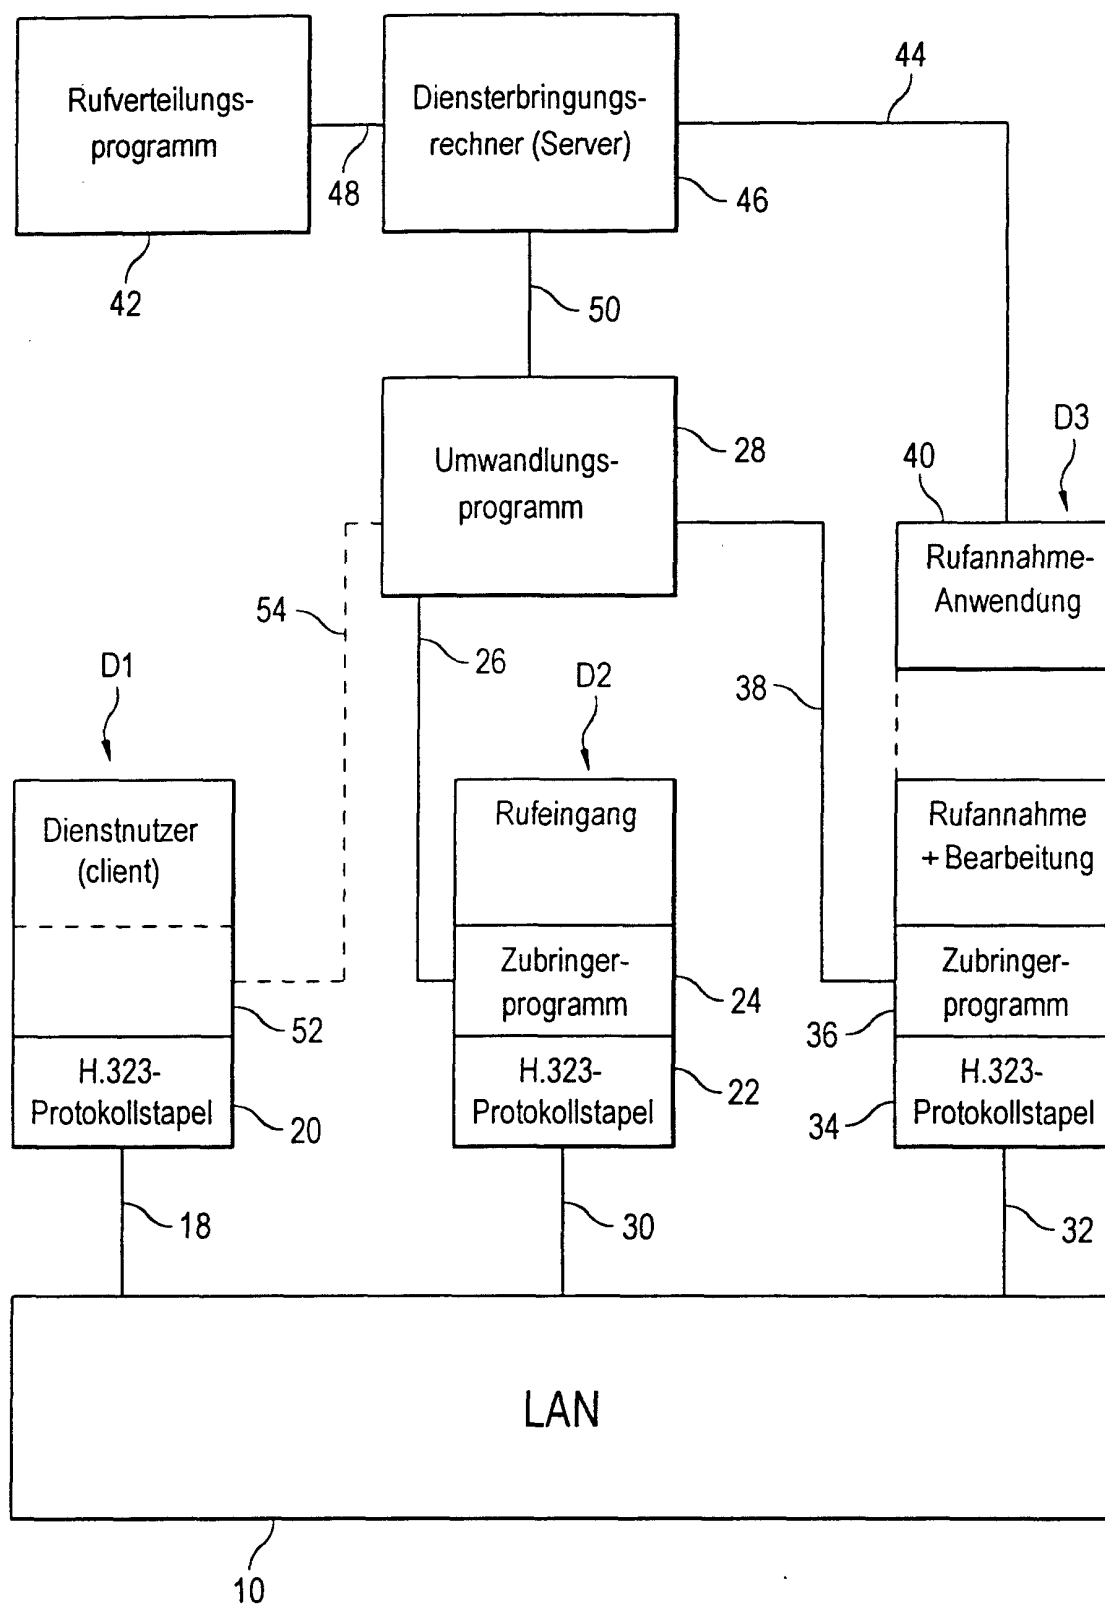 Rufverteilungs-
programm
Diensterbringungs-
rechner (Server)
44
48
46
42
50
Umwandlungs-
programm
28
D3
40
Rufannahme-
Anwendung
54
26
38
D1
D2
Dienstnutzer
(client)
Rufeingang
Rufannahme
+ Bearbeitung
Zubringer-
programm
24
Zubringer-
programm
52
36
H.323-
Protokollstapel
20
H.323-
Protokollstapel
22
H.323-
Protokollstapel
34
18
30
32
LAN
10